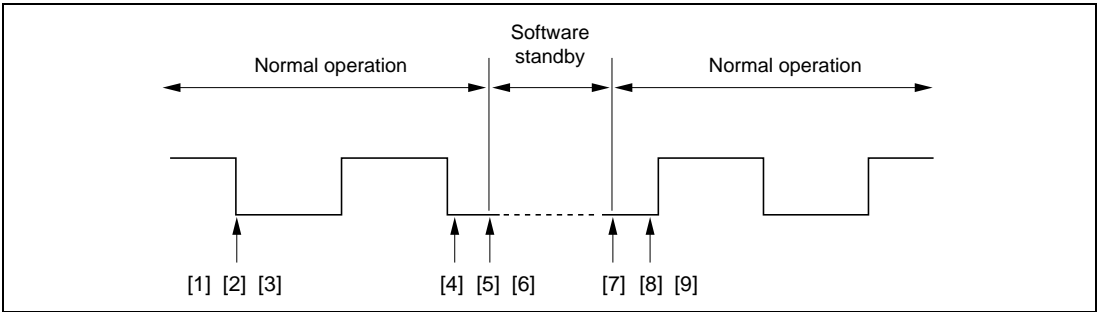 Software
standby
Normal operation
Normal operation
[1] [2] [3]
[4] [5] [6]
[7] [8] [9]